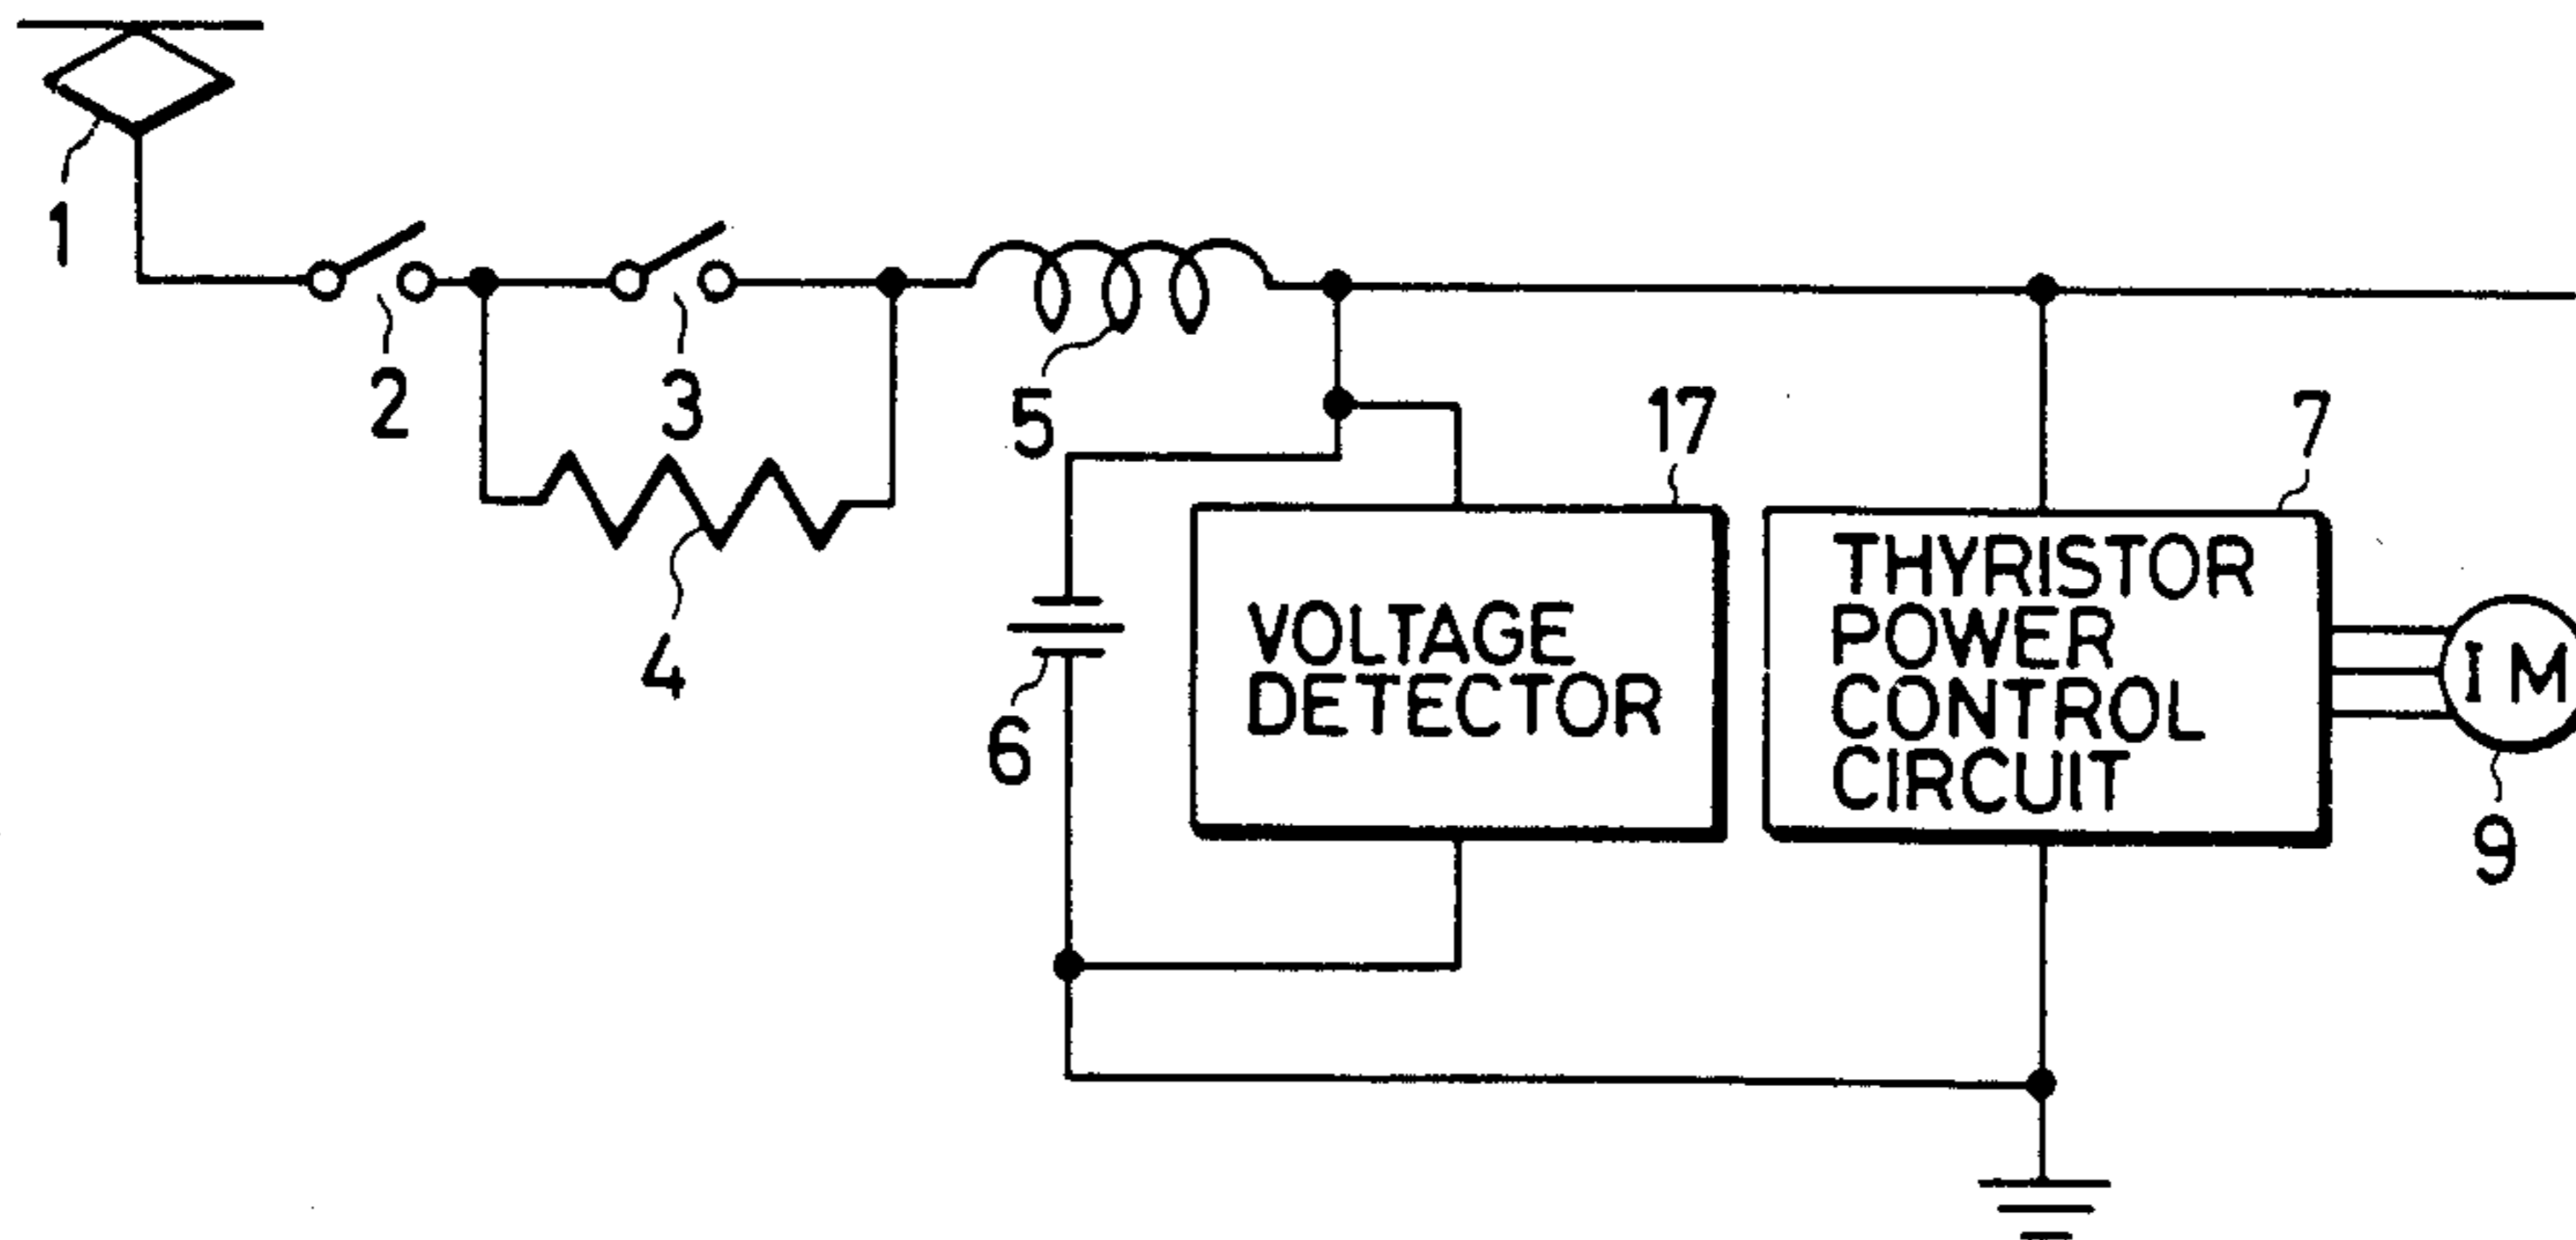 1
2
3
4
5
6
17
VOLTAGE
DETECTOR
7
THYRISTOR
POWER
CONTROL
CIRCUIT
IM
9